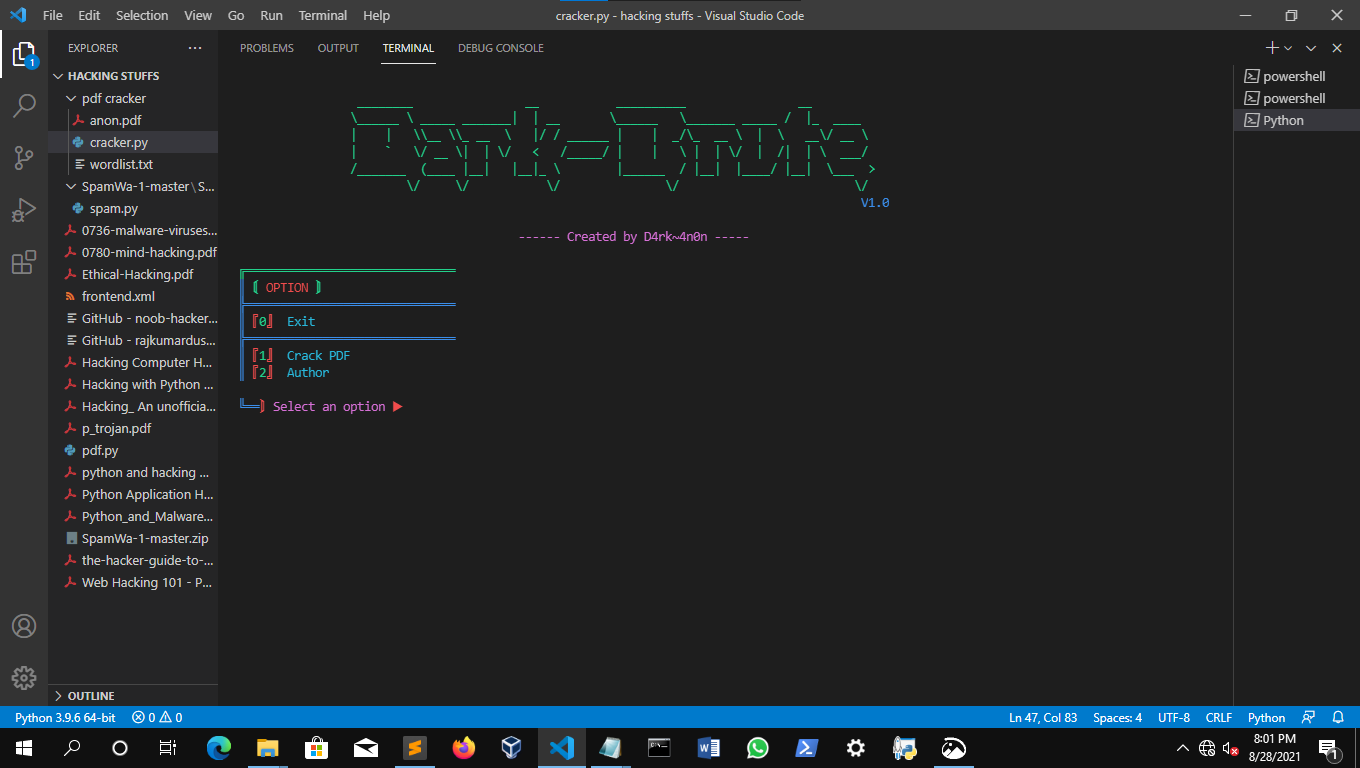 File Edit Selection View Go Run Terminal Help
cracker.py - hacking stuffs - Visual Studio Code
EXPLORER
PROBLEMS OUTPUT TERMINAL DEBUG CONSOLE
HACKING STUFFS
pdf cracker
anon.pdf
cracker.py
wordlist.txt
SpamWa-1-master\S...
spam.py
0736-malware-viruses...
0780-mind-hacking.pdf
Ethical-Hacking.pdf
frontend.xml
GitHub - noob-hacker...
GitHub - rajkumardus...
Hacking Computer H...
Hacking with Python ...
Hacking_ An unofficia...
p_trojan.pdf
pdf.py
python and hacking ...
Python Application H...
Python_and_Malware...
SpamWa-1-master.zip
the-hacker-guide-to-...
Web Hacking 101 - P...
OUTLINE
1
Dark-Brute
V1.0
------ Created by D4rk~4n0n -----
OPTION
〚0〛 Exit
〚1〛 Crack PDF
〚2〛 Author
Select an option
powershell
powershell
Python
Python 3.9.6 64-bit 0 0
Ln 47, Col 83 Spaces: 4 UTF-8 CRLF Python
8:01 PM
8/28/2021
1